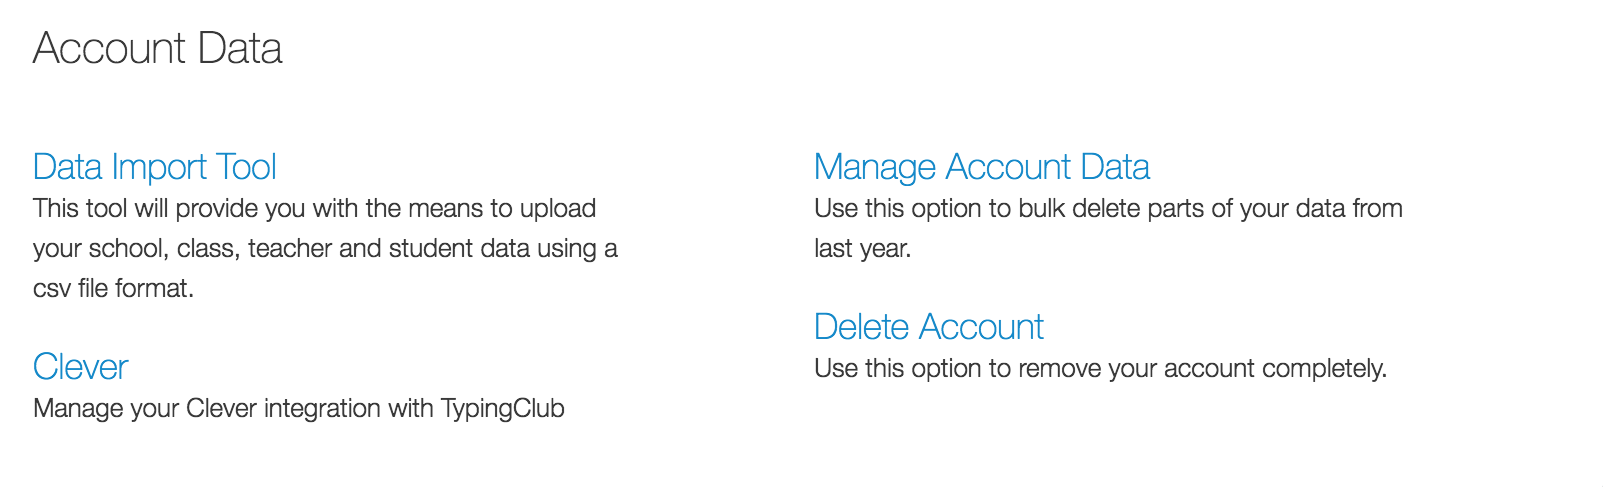 Account Data
Data Import Tool
This tool will provide you with the means to upload
your school, class, teacher and student data using a
csv file format.
Clever
Manage your Clever integration with TypingClub
Manage Account Data
Use this option to bulk delete parts of your data from
last year.
Delete Account
Use this option to remove your account completely.